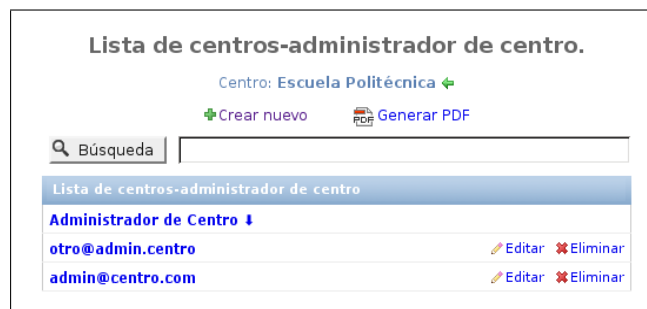 Lista de centros-administrador de centro.
Centro: Escuela Politécnica
Crear nuevo PDF Generar PDF
Búsqueda
Lista de centros-administrador de centro
Administrador de Centro
otro@admin.centro Editar Eliminar
admin@centro.com Editar Eliminar